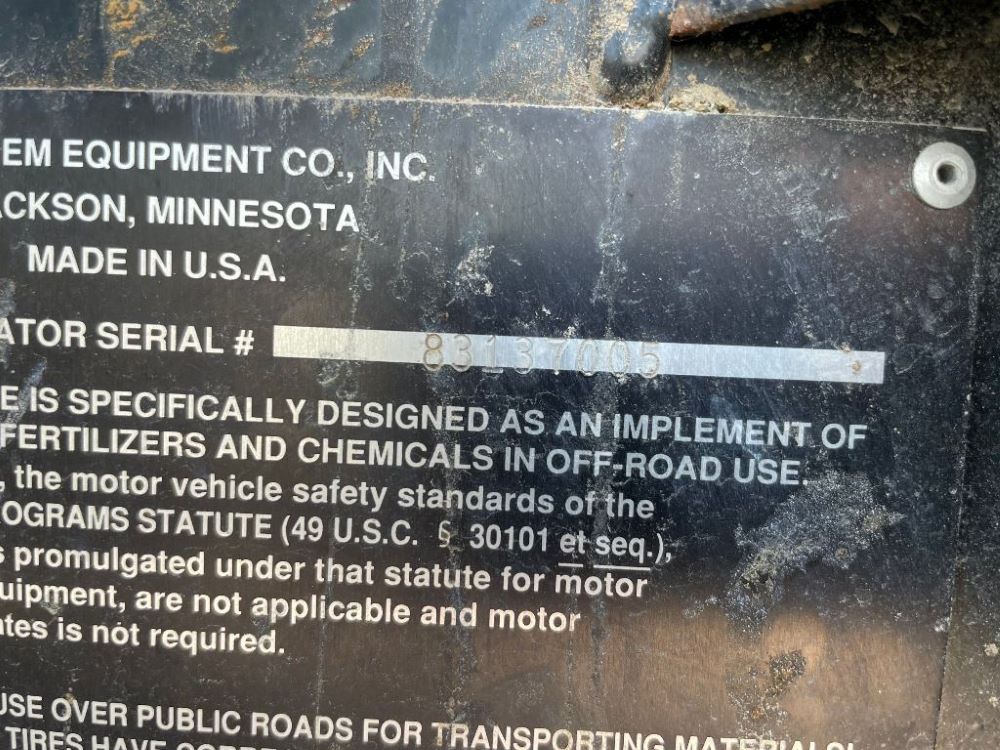 EM EQUIPMENT CO., INC.
CKSON, MINNESOTA
MADE IN U.S.A.
ATOR SERIAL # 83137005
E IS SPECIFICALLY DESIGNED AS AN IMPLEMENT OF
FERTILIZERS AND CHEMICALS IN OFF-ROAD USE.
, the motor vehicle safety standards of the
OGRAMS STATUTE (49 U.S.C. § 30101 et seq.),
s promulgated under that statute for motor
uipment, are not applicable and motor
ates is not required.
USE OVER PUBLIC ROADS FOR TRANSPORTING MATERIALS!
TIRES HAVE